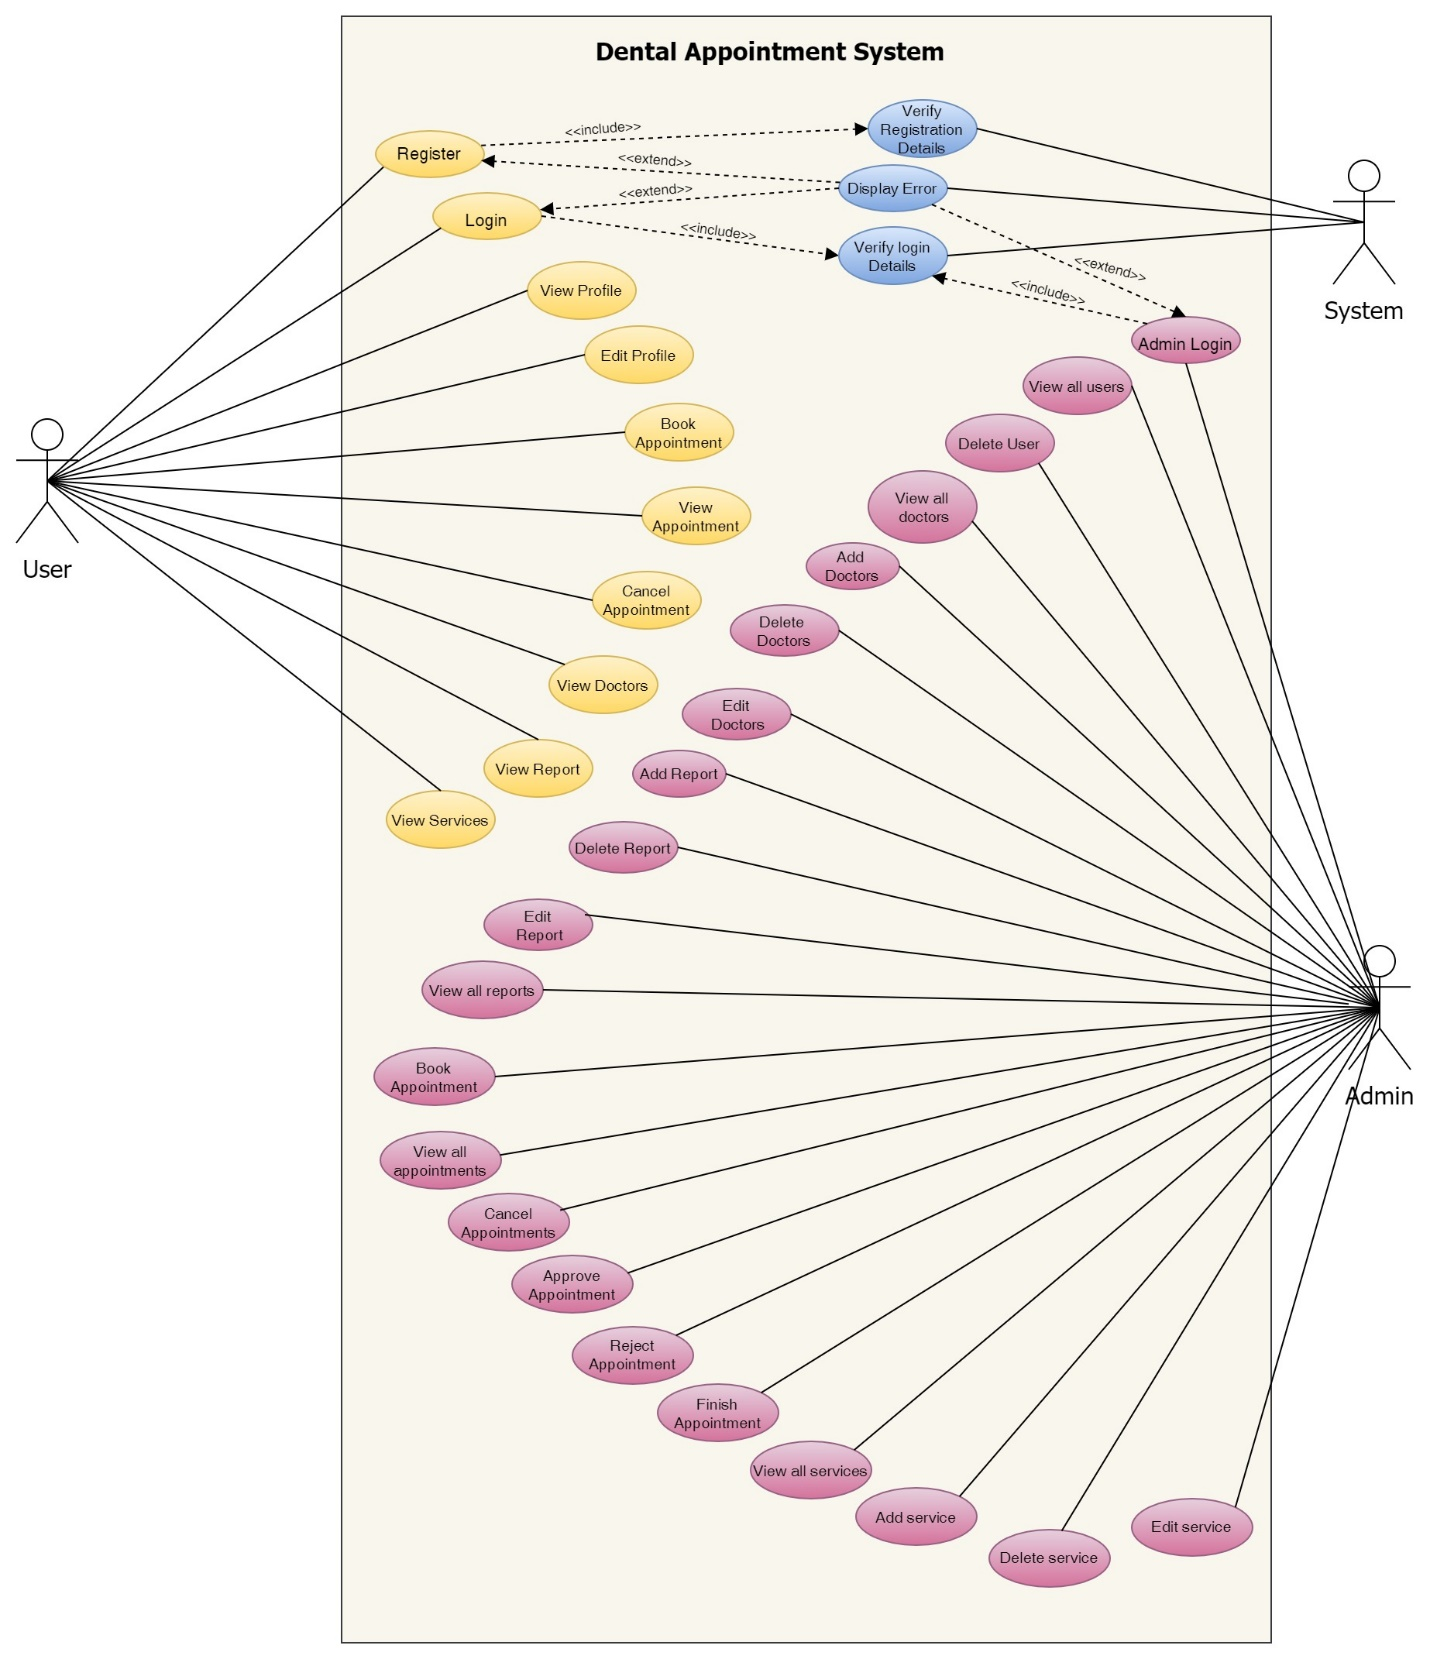 Dental Appointment System
Verify
Registration
Details
<<include>>
Register
<<extend>>
Display Error
<<extend>>
Login
<<include>>
Verify login
Details
<<extend>>
<<include>>
System
View Profile
Admin Login
Edit Profile
View all users
Book
Appointment
Delete User
View
Appointment
View all
doctors
User
Add
Doctors
Cancel
Appointment
Delete
Doctors
View Doctors
Edit
Doctors
View Report
Add Report
View Services
Delete Report
Edit
Report
View all reports
Book
Appointment
Admin
View all
appointments
Cancel
Appointments
Approve
Appointment
Reject
Appointment
Finish
Appointment
View all services
Add service
Edit service
Delete service